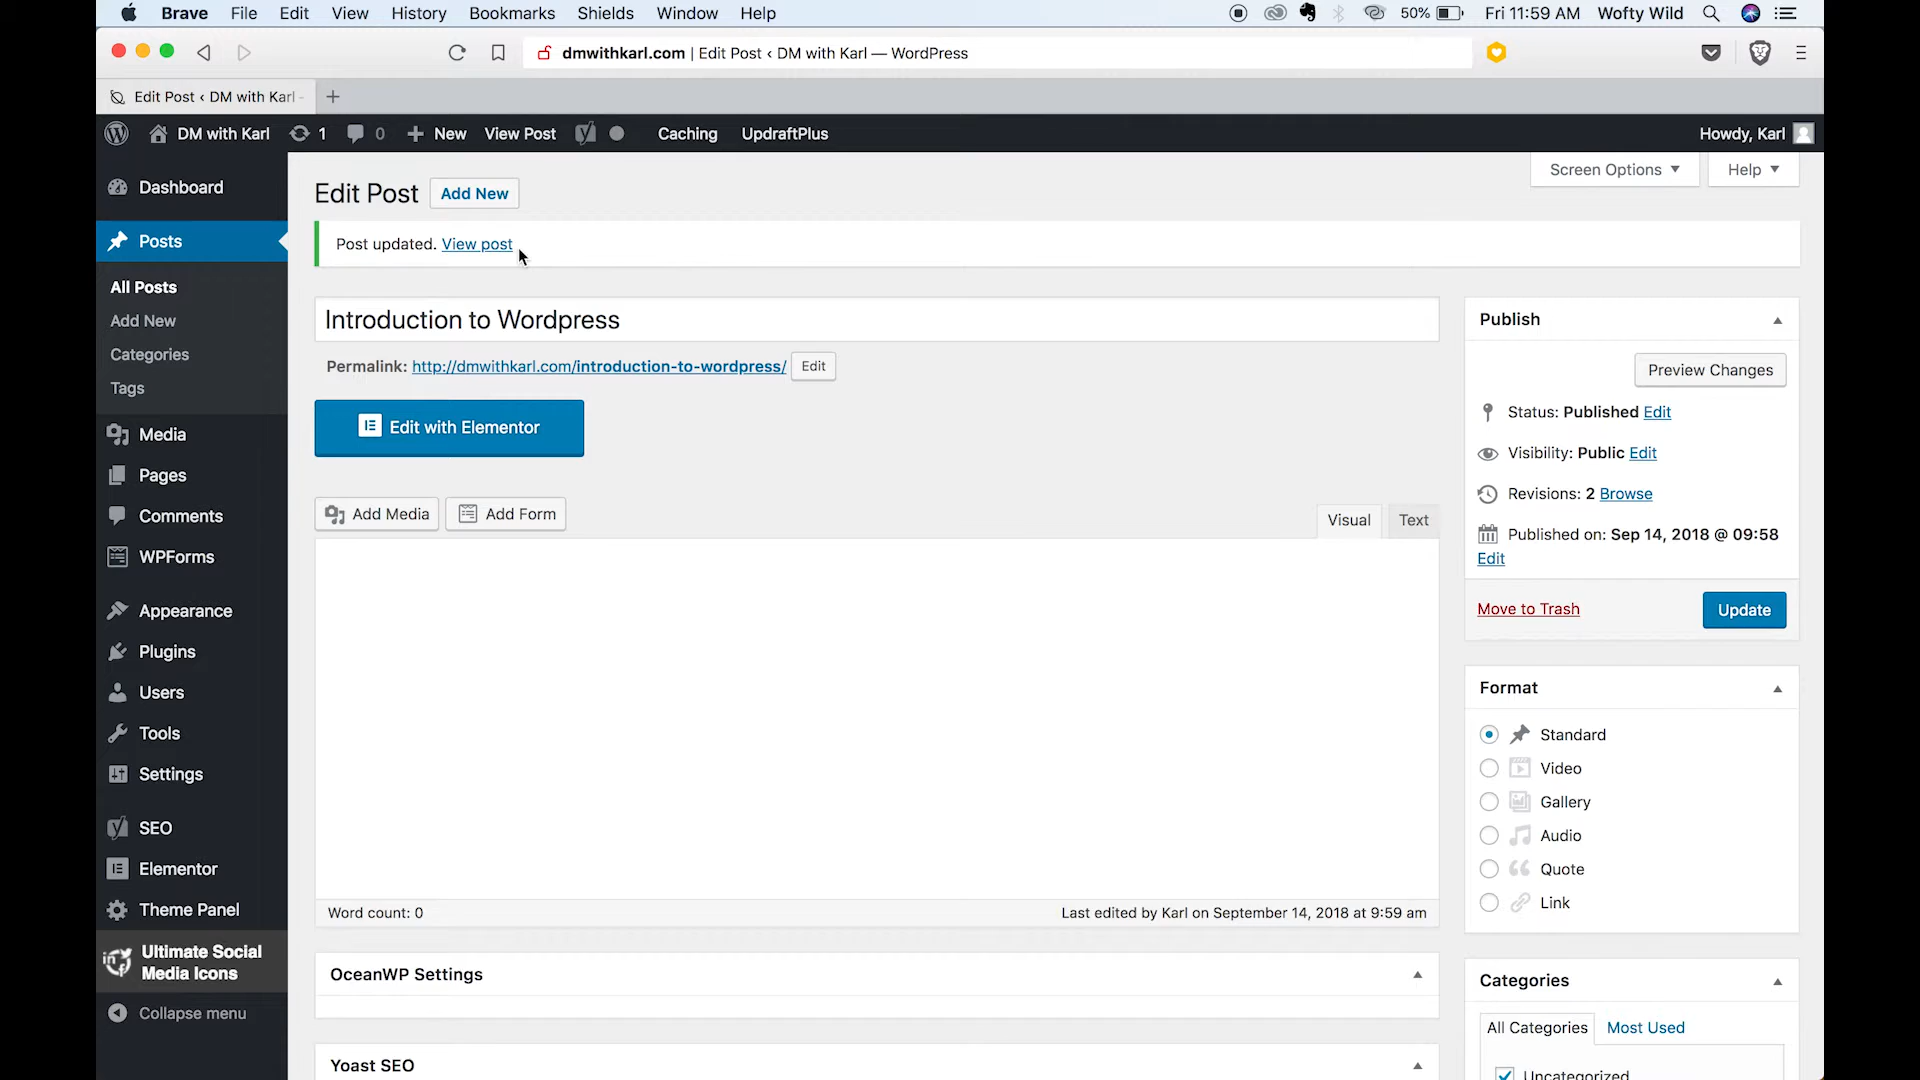 Brave File Edit View History Bookmarks Shields Window Help 50% Fri 11:59 AM Wofty Wild
dmwithkarl.com | Edit Post ‹ DM with Karl — WordPress
Edit Post ‹ DM with Karl -
DM with Karl 1 0 New View Post Caching UpdraftPlus Howdy, Karl
Screen Options Help
Dashboard
Posts
All Posts
Add New
Categories
Tags
Media
Pages
Comments
WPForms
Appearance
Plugins
Users
Tools
Settings
SEO
Elementor
Theme Panel
Ultimate Social
Media Icons
Collapse menu
Edit Post Add New
Post updated. View post
Introduction to Wordpress
Permalink: http://dmwithkarl.com/introduction-to-wordpress/ Edit
Edit with Elementor
Add Media Add Form
Visual Text
Word count: 0 Last edited by Karl on September 14, 2018 at 9:59 am
OceanWP Settings
Yoast SEO
Publish
Preview Changes
Status: Published Edit
Visibility: Public Edit
Revisions: 2 Browse
Published on: Sep 14, 2018 @ 09:58
Edit
Move to Trash Update
Format
Standard
Video
Gallery
Audio
Quote
Link
Categories
All Categories Most Used
Uncategorized